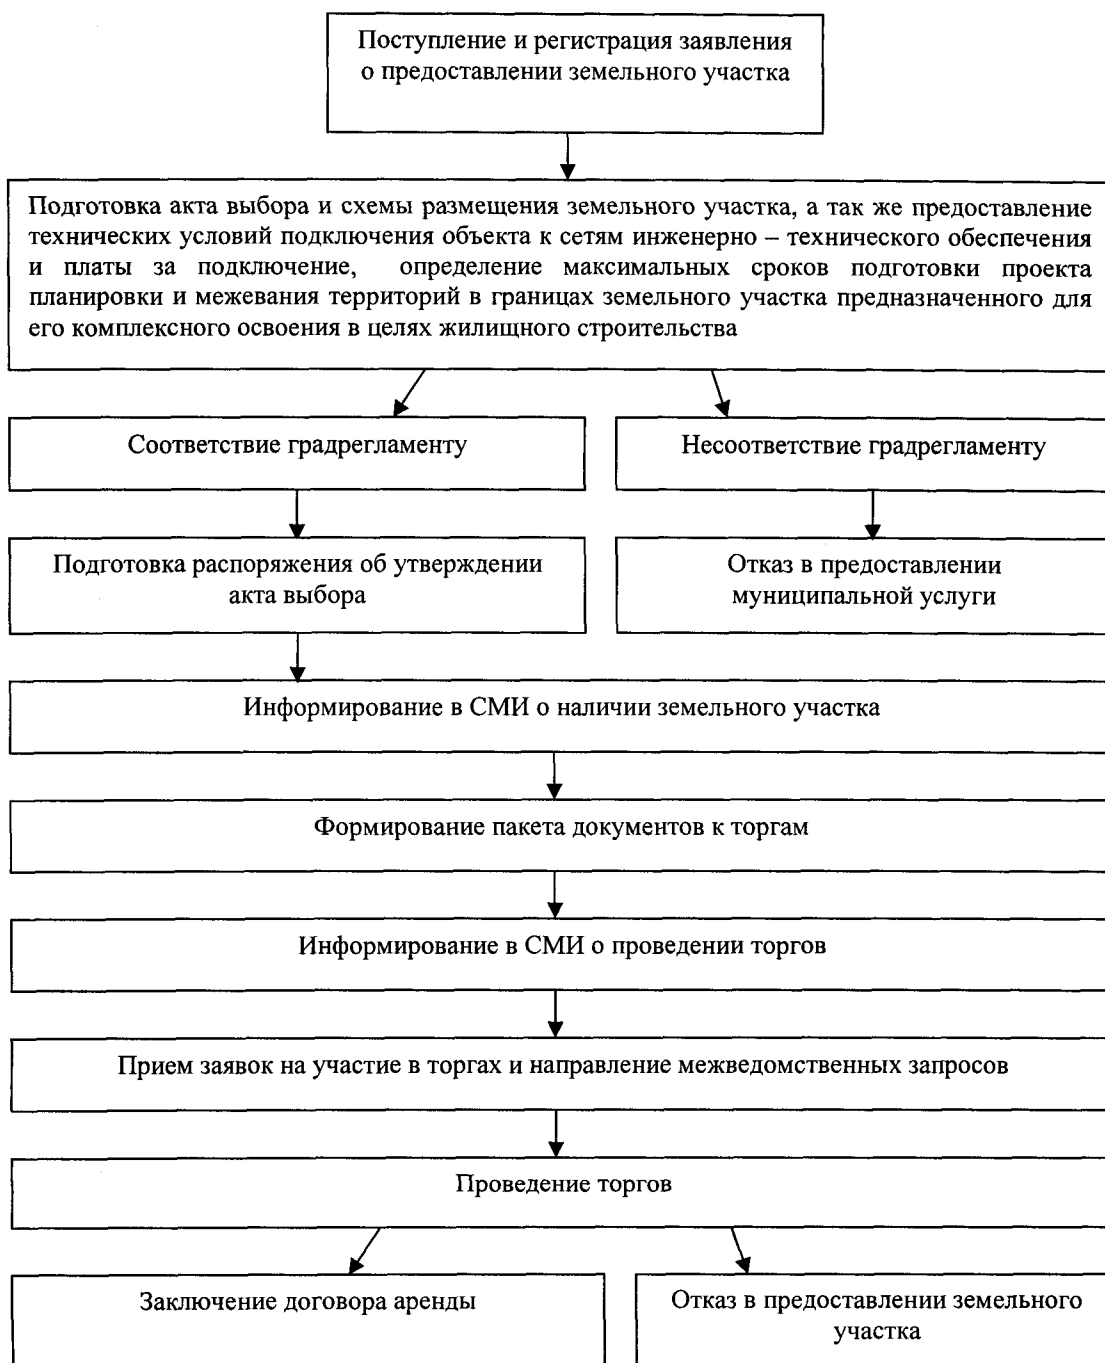 Поступление и регистрация заявления
о предоставлении земельного участка
Подготовка акта выбора и схемы размещения земельного участка, а так же предоставление
технических условий подключения объекта к сетям инженерно – технического обеспечения
и платы за подключение, определение максимальных сроков подготовки проекта
планировки и межевания территорий в границах земельного участка предназначенного для
его комплексного освоения в целях жилищного строительства
Соответствие градрегламенту
Несоответствие градрегламенту
Подготовка распоряжения об утверждении
акта выбора
Отказ в предоставлении
муниципальной услуги
Информирование в СМИ о наличии земельного участка
Формирование пакета документов к торгам
Информирование в СМИ о проведении торгов
Прием заявок на участие в торгах и направление межведомственных запросов
Проведение торгов
Заключение договора аренды
Отказ в предоставлении земельного
участка